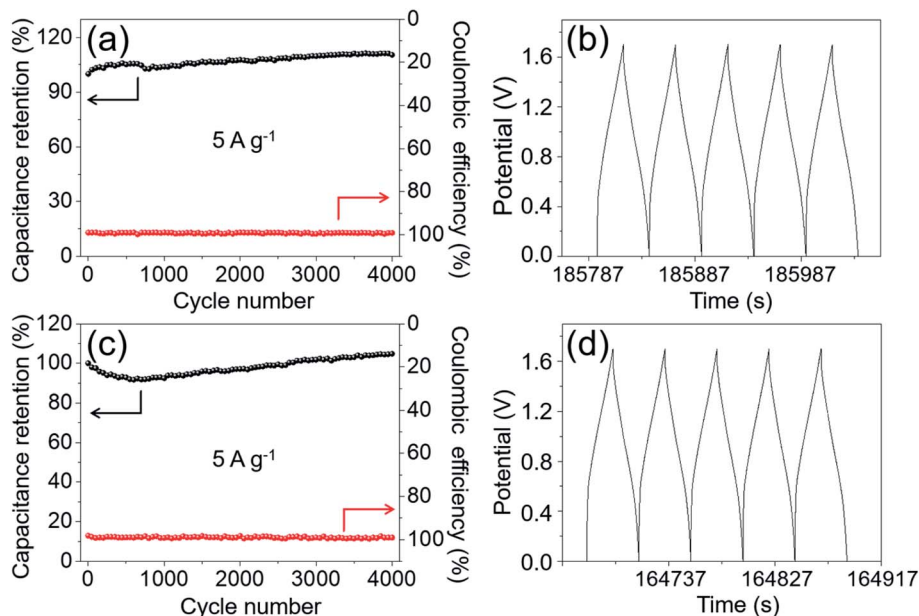 (a)
Capacitance retention (%)
120
90
60
30
0
0
20
40
60
80
100
Coulombic efficiency (%)
5 A g-1
0 1000 2000 3000 4000
Cycle number
(b)
Potential (V)
1.6
1.2
0.8
0.4
0.0
185787 185887 185987
Time (s)
(c)
Capacitance retention (%)
120
100
80
60
40
20
0
0
20
40
60
80
100
Coulombic efficiency (%)
5 A g-1
0 1000 2000 3000 4000
Cycle number
(d)
Potential (V)
1.6
1.2
0.8
0.4
0.0
164737 164827 164917
Time (s)